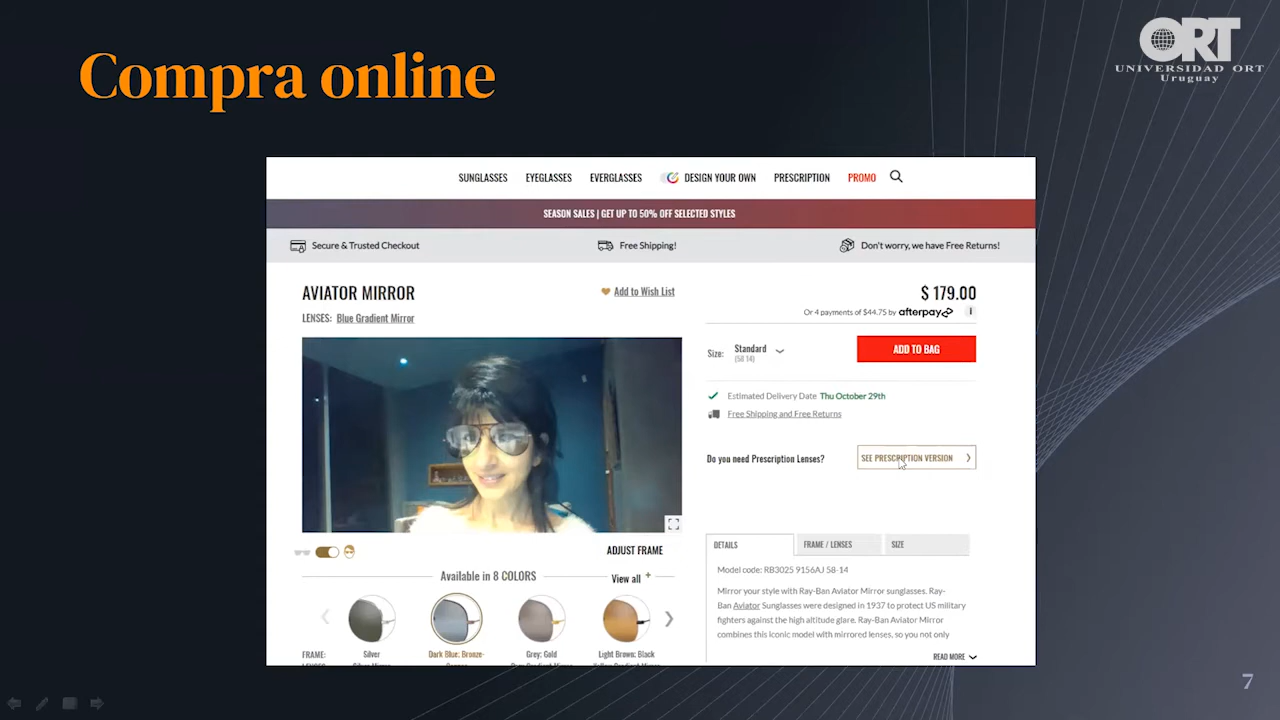 Compra online
ORT
UNIVERSIDAD ORT
Uruguay
SUNGLASSES EYEGLASSES EVERGLASSES DESIGN YOUR OWN PRESCRIPTION PROMO
SEASON SALES | GET UP TO 50% OFF SELECTED STYLES
Secure & Trusted Checkout Free Shipping! Don't worry, we have Free Returns!
AVIATOR MIRROR Add to Wish List $ 179.00
LENSES: Blue Gradient Mirror Or 4 payments of $44.75 by afterpay i
Size: Standard ADD TO BAG
(58 14)
Estimated Delivery Date Thu October 29th
Free Shipping and Free Returns
Do you need Prescription Lenses? SEE PRESCRIPTION VERSION
ADJUST FRAME
Available in 8 COLORS View all +
DETAILS FRAME / LENSES SIZE
Model code: RB3025 9156AJ 58-14
Mirror your style with Ray-Ban Aviator Mirror sunglasses. Ray-
Ban Aviator Sunglasses were designed in 1937 to protect US military
fighters against the high altitude glare. Ray-Ban Aviator Mirror
combines this iconic model with mirrored lenses, so you not only
READ MORE
FRAME: Silver Dark Blue; Bronze- Grey; Gold Light Brown; Black
7